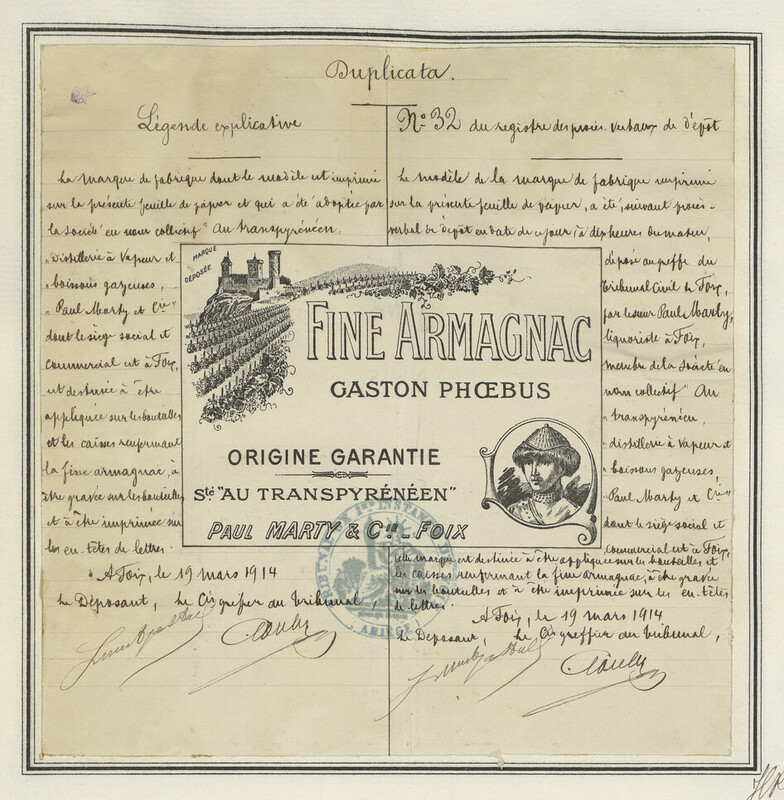 Duplicata.
Légende explicative
La marque de fabrique dont le modèle est imprimé
sur la présente feuille de papier et qui a été adoptée par
la société en nom collectif "Au transpyrénéen,
"distillerie à vapeur et
"boissons gazeuses,
"Paul Marty et Cie"
dont le siège social et
commercial est à Foix,
est destinée à être
appliquée sur les bouteilles
et les caisses renfermant
la fine armagnac, à
être gravée sur les bouteilles
et à être imprimée sur
les en-têtes de lettres.
A Foix, le 19 mars 1914
Le Déposant, Le Cis greffier du Tribunal,
No 32 du registre des procès-verbaux de dépôt
Le modèle de la marque de fabrique imprimé
sur la présente feuille de papier, a été, suivant procès-
verbal de dépôt en date de ce jour, à dix heures du matin,
déposé au greffe du
Tribunal Civil de Foix,
par le sieur Paul Marty,
liquoriste à Foix,
membre de la Société en
nom collectif "Au
"transpyrénéen,
"distillerie à vapeur et
"boissons gazeuses,
"Paul Marty et Cie"
dont le siège social et
commercial est à Foix,
Cette marque est destinée à être appliquée sur les bouteilles et
les caisses renfermant la fine armagnac, à être gravée
sur les bouteilles et à être imprimée sur les en-têtes
de lettres.
A Foix, le 19 mars 1914
Le Déposant, Le Cis greffier du Tribunal,
MARQUE
DÉPOSÉE
FINE ARMAGNAC
GASTON PHŒBUS
ORIGINE GARANTIE
Sté "AU TRANSPYRÉNÉEN"
PAUL MARTY & CIE - FOIX
TRIBUNAL DE 1RE INSTANCE
ARIÈGE